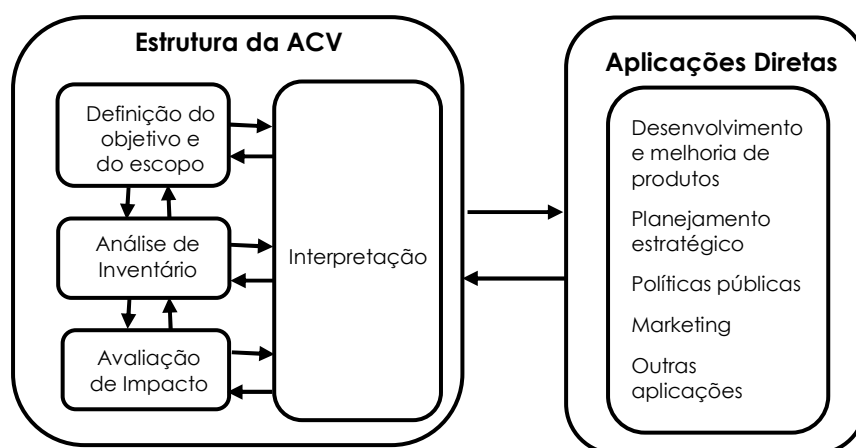 Estrutura da ACV
Definição do
objetivo e
do escopo
Análise de
Inventário
Avaliação
de Impacto
Interpretação
Aplicações Diretas
Desenvolvimento
e melhoria de
produtos
Planejamento
estratégico
Políticas públicas
Marketing
Outras
aplicações